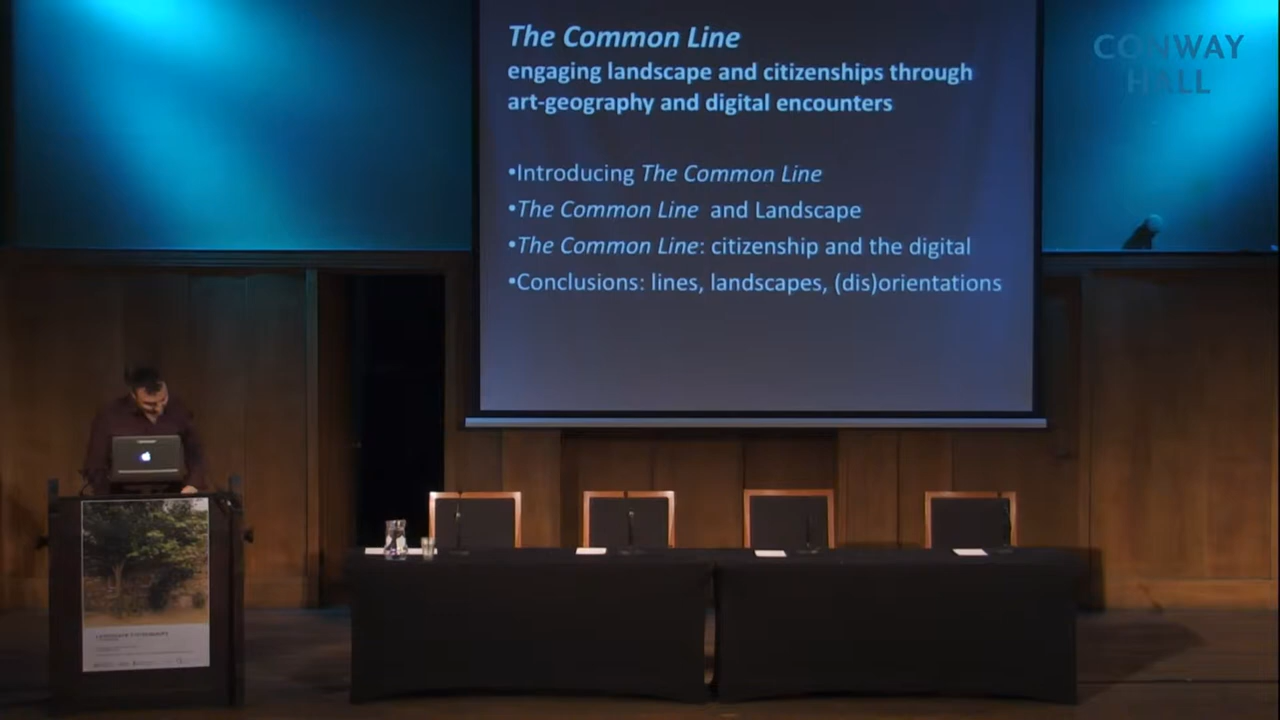 The Common Line
engaging landscape and citizenships through
art-geography and digital encounters
•Introducing The Common Line
•The Common Line and Landscape
•The Common Line: citizenship and the digital
•Conclusions: lines, landscapes, (dis)orientations
CONWAY
HALL